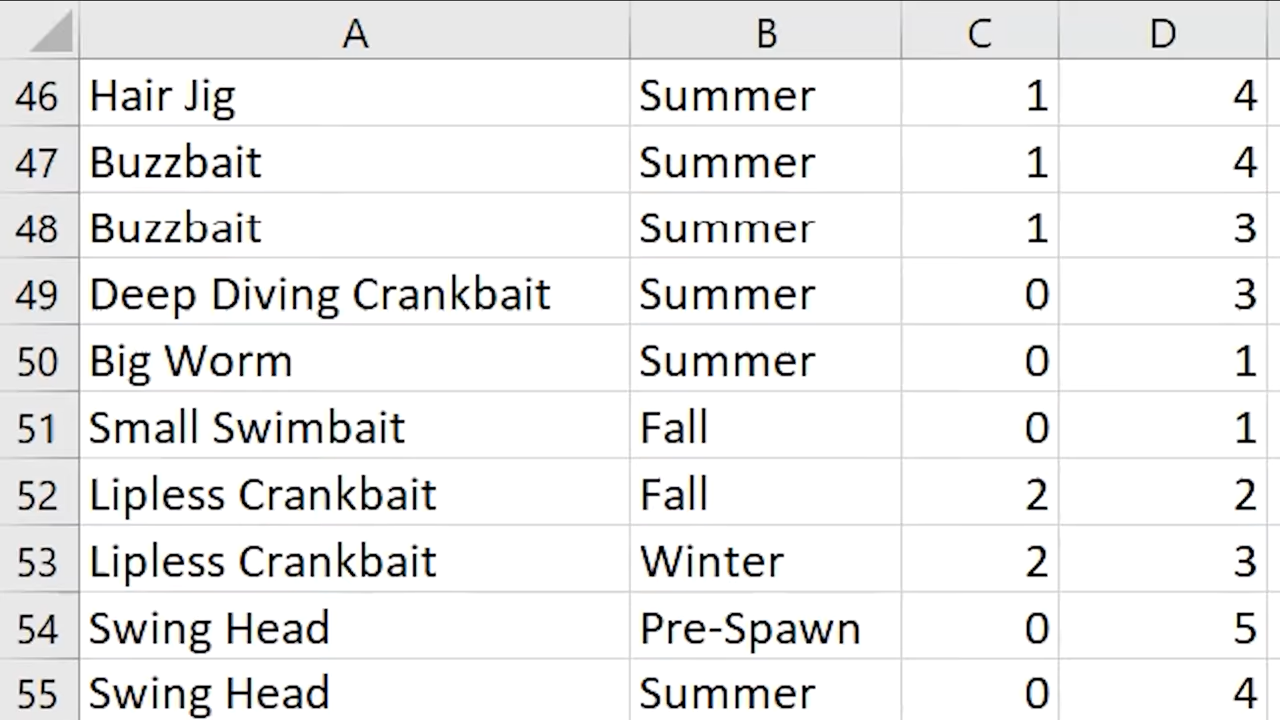 A B C D
46 Hair Jig Summer 1 4
47 Buzzbait Summer 1 4
48 Buzzbait Summer 1 3
49 Deep Diving Crankbait Summer 0 3
50 Big Worm Summer 0 1
51 Small Swimbait Fall 0 1
52 Lipless Crankbait Fall 2 2
53 Lipless Crankbait Winter 2 3
54 Swing Head Pre-Spawn 0 5
55 Swing Head Summer 0 4